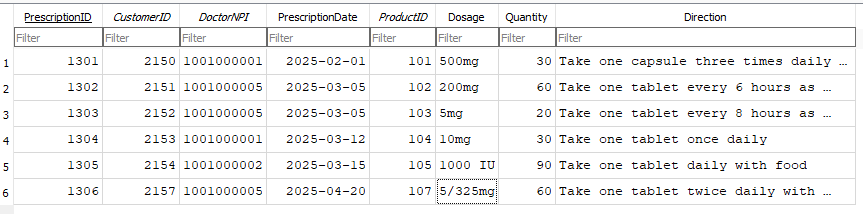 PrescriptionID CustomerID DoctorNPI PrescriptionDate ProductID Dosage Quantity Direction
Filter Filter Filter Filter Filter Filter Filter Filter
1 1301 2150 1001000001 2025-02-01 101 500mg 30 Take one capsule three times daily …
2 1302 2151 1001000005 2025-03-05 102 200mg 60 Take one tablet every 6 hours as …
3 1303 2152 1001000005 2025-03-05 103 5mg 20 Take one tablet every 8 hours as …
4 1304 2153 1001000001 2025-03-12 104 10mg 30 Take one tablet once daily
5 1305 2154 1001000002 2025-03-15 105 1000 IU 90 Take one tablet daily with food
6 1306 2157 1001000005 2025-04-20 107 5/325mg 60 Take one tablet twice daily with …